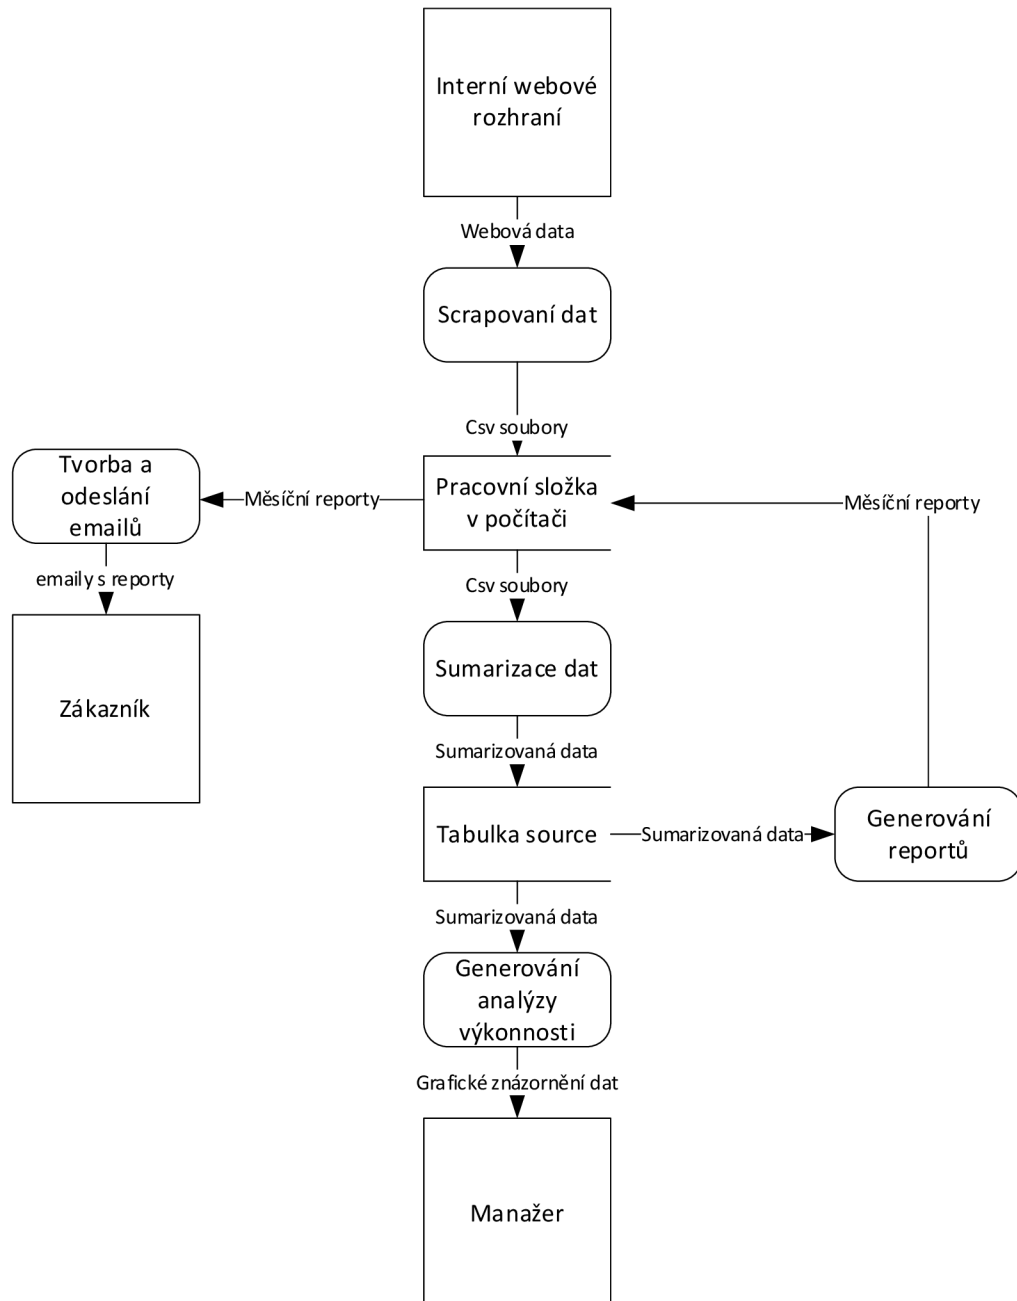 Interní webové
rozhraní
Webová data
Scrapovaní dat
Csv soubory
Tvorba a
odeslání
emailů
Měsíční reporty
Pracovní složka
v počítači
Měsíční reporty
emaily s reporty
Csv soubory
Zákazník
Sumarizace dat
Sumarizovaná data
Tabulka source
Sumarizovaná data
Generování
reportů
Sumarizovaná data
Generování
analýzy
výkonnosti
Grafické znázornění dat
Manažer